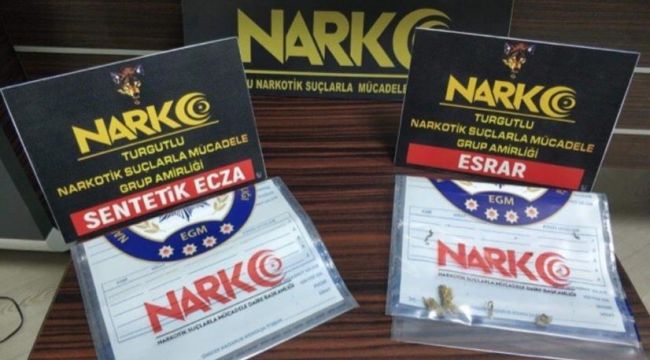 NARKO
U NARKOTİK SUÇLARLA MÜCADELE
NARKO
TURGUTLU
NARKOTİK SUÇLARLA MÜCADELE
GRUP AMİRLİĞİ
SENTETİK ECZA
NARKO
TURGUTLU
NARKOTİK SUÇLARLA MÜCADELE
GRUP AMİRLİĞİ
ESRAR
EGM
NARKO
NARKOTİK SUÇLARLA MÜCADELE DAİRE BAŞKANLIĞI
EGM
NARKO
NARKOTİK SUÇLARLA MÜCADELE DAİRE BAŞKANLIĞI